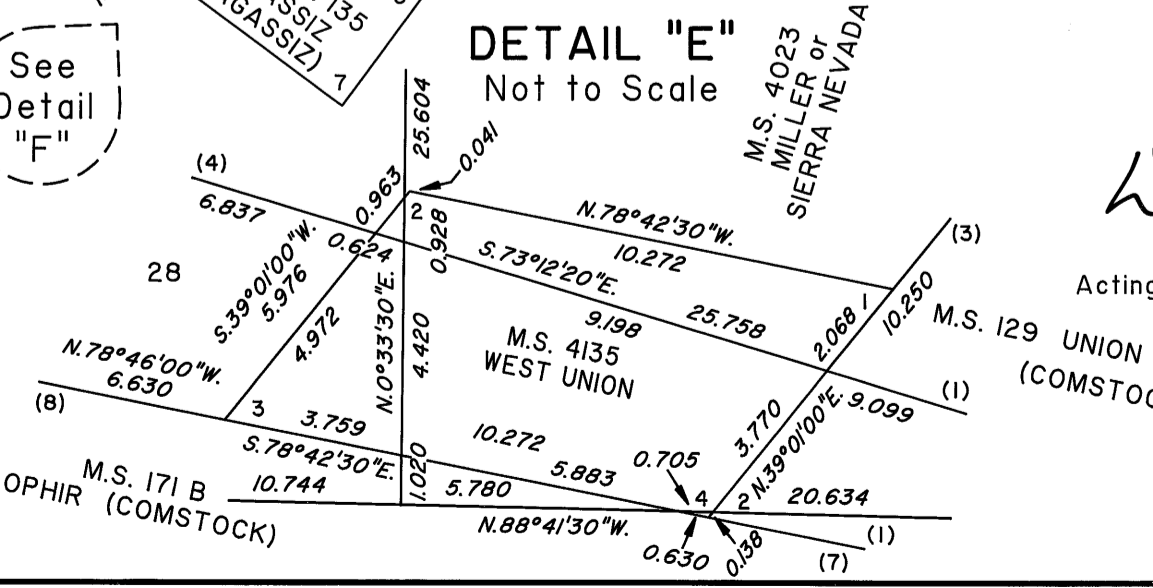 135
SSIZ
GASSIZ)
7
DETAIL "E"
Not to Scale
See
Detail
"F"
M.S. 4023
MILLER or
SIERRA NEVADA
25.604
0.041
(4)
6.837
0.963
2
0.928
0.624
N.78°42'30"W.
10.272
(3)
28
S.39°01'00"W.
5.976
4.972
S.73°12'20"E.
9.198
25.758
2.068
1
10.250
Acting
M.S. 129 UNION
(COMSTOC
N.0°33'30"E.
4.420
M.S. 4135
WEST UNION
(1)
N.78°46'00"W.
6.630
(8)
3
3.759
S.78°42'30"E.
10.272
5.883
3.770
N.39°01'00"E.
9.099
M.S. 171 B
OPHIR (COMSTOCK)
10.744
1.020
5.780
0.705
4
2
20.634
N.88°41'30"W.
0.630
0.138
(1)
(7)